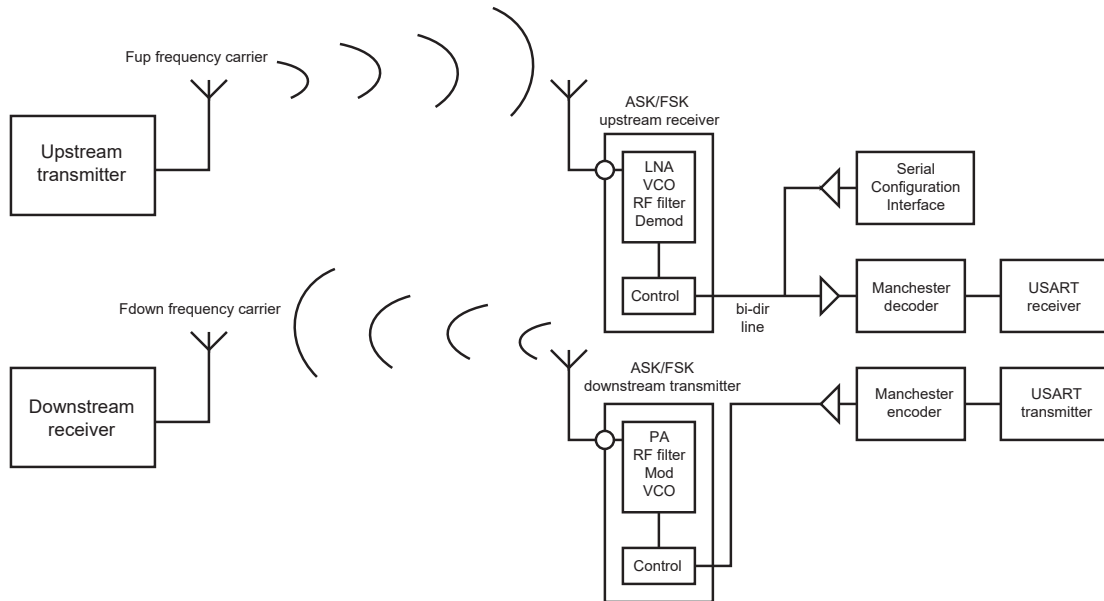 Fup frequency carrier
Upstream
transmitter
ASK/FSK
upstream receiver
LNA
VCO
RF filter
Demod
Control
bi-dir
line
Serial
Configuration
Interface
Manchester
decoder
USART
receiver
Fdown frequency carrier
Downstream
receiver
ASK/FSK
downstream transmitter
PA
RF filter
Mod
VCO
Control
Manchester
encoder
USART
transmitter